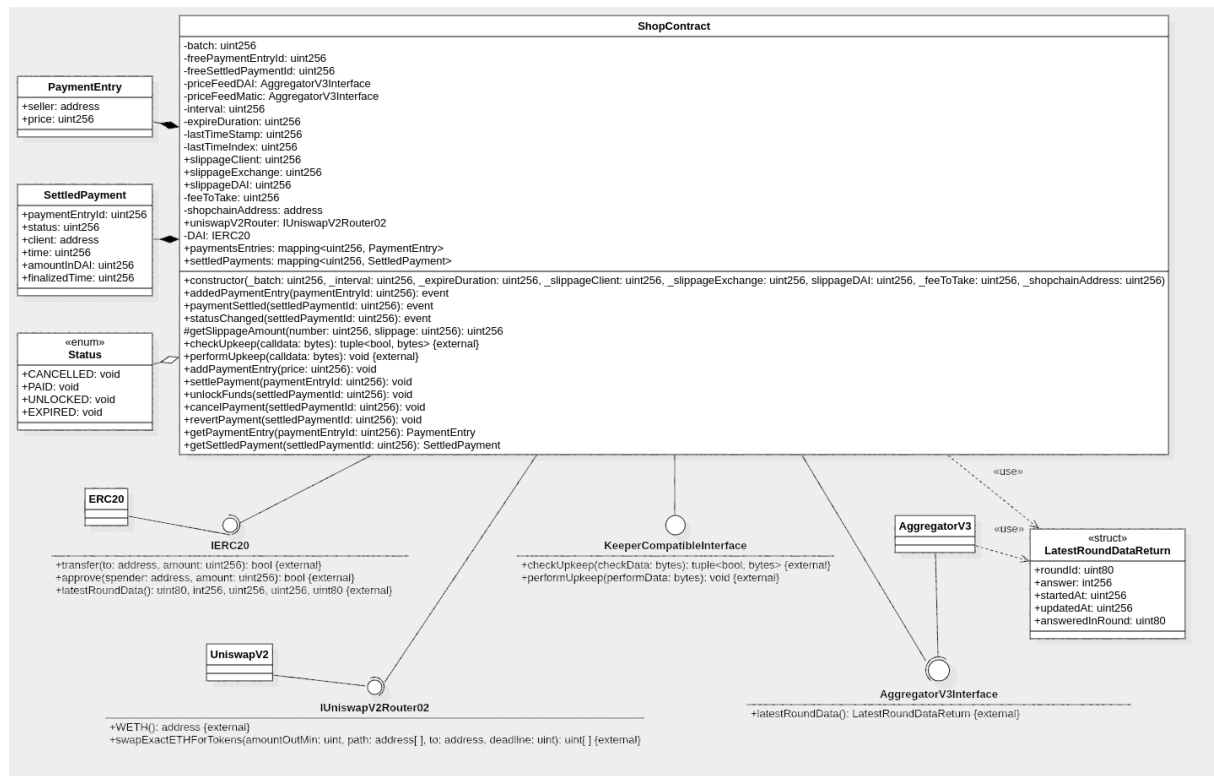 ShopContract
-batch: uint256
-freePaymentEntryId: uint256
-freeSettledPaymentId: uint256
-priceFeedDAI: AggregatorV3Interface
-priceFeedMatic: AggregatorV3Interface
-interval: uint256
-expireDuration: uint256
-lastTimeStamp: uint256
-lastTimeIndex: uint256
+slippageClient: uint256
+slippageExchange: uint256
+slippageDAI: uint256
-feeToTake: uint256
-shopchainAddress: address
+uniswapV2Router: IUniswapV2Router02
-DAI: IERC20
+paymentsEntries: mapping<uint256, PaymentEntry>
+settledPayments: mapping<uint256, SettledPayment>
+constructor(_batch: uint256, _interval: uint256, _expireDuration: uint256, _slippageClient: uint256, _slippageExchange: uint256, slippageDAI: uint256, _feeToTake: uint256, _shopchainAddress: uint256)
+addedPaymentEntry(paymentEntryId: uint256): event
+paymentSettled(settledPaymentId: uint256): event
+statusChanged(settledPaymentId: uint256): event
#getSlippageAmount(number: uint256, slippage: uint256): uint256
+checkUpkeep(calldata: bytes): tuple<bool, bytes> {external}
+performUpkeep(calldata: bytes): void {external}
+addPaymentEntry(price: uint256): void
+settlePayment(paymentEntryId: uint256): void
+unlockFunds(settledPaymentId: uint256): void
+cancelPayment(settledPaymentId: uint256): void
+revertPayment(settledPaymentId: uint256): void
+getPaymentEntry(paymentEntryId: uint256): PaymentEntry
+getSettledPayment(settledPaymentId: uint256): SettledPayment
PaymentEntry
+seller: address
+price: uint256
SettledPayment
+paymentEntryId: uint256
+status: uint256
+client: address
+time: uint256
+amountInDAI: uint256
+finalizedTime: uint256
«enum»
Status
+CANCELLED: void
+PAID: void
+UNLOCKED: void
+EXPIRED: void
ERC20
IERC20
+transfer(to: address, amount: uint256): bool {external}
+approve(spender: address, amount: uint256): bool {external}
+latestRoundData(): uint80, int256, uint256, uint256, uint80 {external}
KeeperCompatibleInterface
+checkUpkeep(checkData: bytes): tuple<bool, bytes> {external}
+performUpkeep(performData: bytes): void {external}
«use»
AggregatorV3
«use»
«struct»
LatestRoundDataReturn
+roundId: uint80
+answer: int256
+startedAt: uint256
+updatedAt: uint256
+answeredInRound: uint80
UniswapV2
IUniswapV2Router02
+WETH(): address {external}
+swapExactETHForTokens(amountOutMin: uint, path: address[ ], to: address, deadline: uint): uint[ ] {external}
AggregatorV3Interface
+latestRoundData(): LatestRoundDataReturn {external}